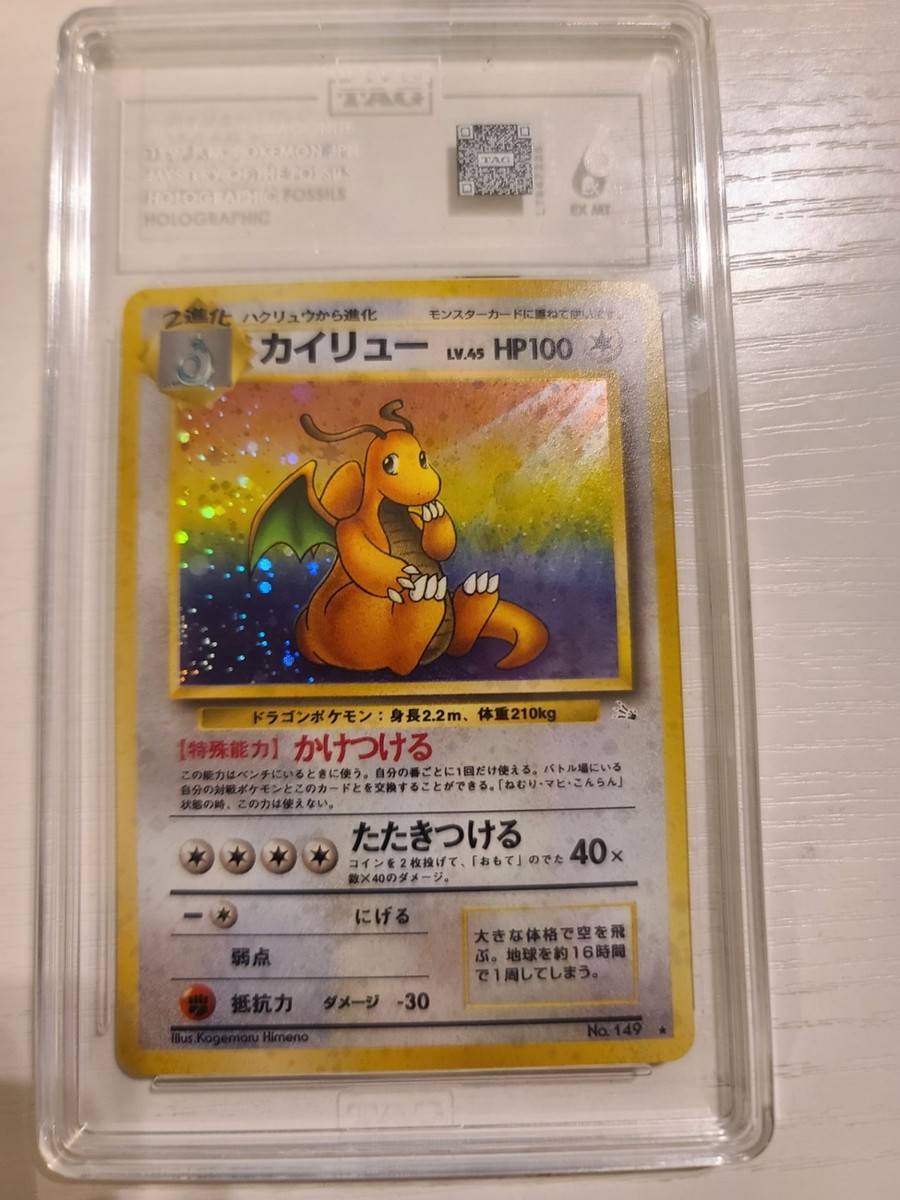 TAG
POKEMON JPN
MYSTERY OF THE FOSSILS
HOLOGRAPHIC FOSSILS
HOLOGRAPHIC
TAG
6
EX MT
2進化 ハクリュウから進化 モンスターカードに重ねて使います。
カイリュー LV.45 HP100
ドラゴンポケモン：身長2.2m、体重210kg
【特殊能力】かけつける
この能力はベンチにいるときに使う。自分の番ごとに1回だけ使える。バトル場にいる
自分の対戦ポケモンとこのカードとを交換することができる。「ねむり・マヒ・こんらん」
状態の時、この力は使えない。
たたきつける
コインを2枚投げて、「おもて」のでた
数×40のダメージ。
40×
にげる
弱点
抵抗力 ダメージ -30
大きな体格で空を飛
ぶ。地球を約16時間
で1周してしまう。
Illus.Kagemaru Himeno
No. 149 ★